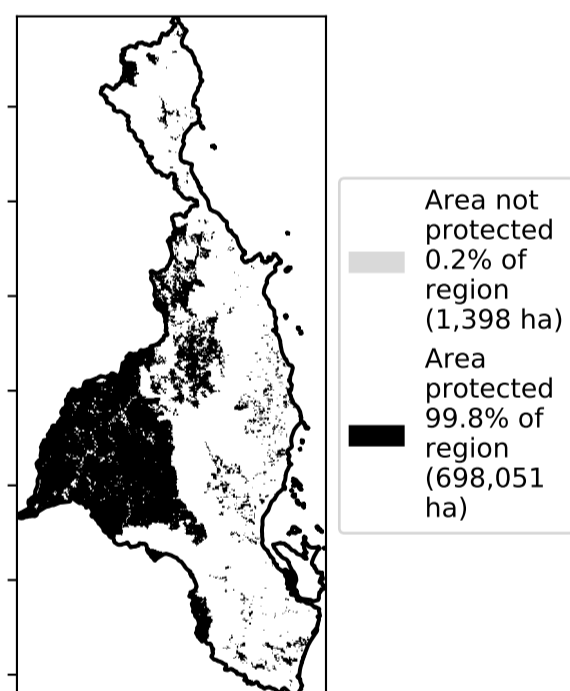 Area not
protected
0.2% of
region
(1,398 ha)
Area
protected
99.8% of
region
(698,051
ha)